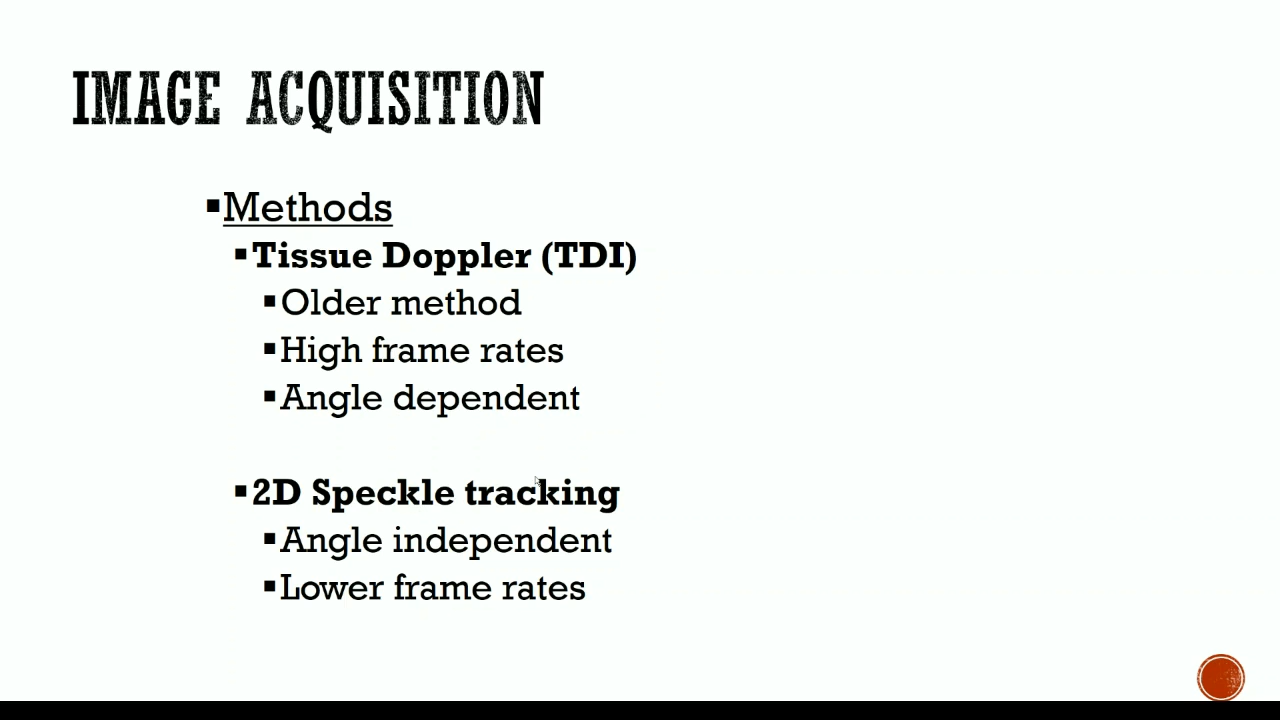 IMAGE ACQUISITION
▪Methods
▪Tissue Doppler (TDI)
▪Older method
▪High frame rates
▪Angle dependent
▪2D Speckle tracking
▪Angle independent
▪Lower frame rates